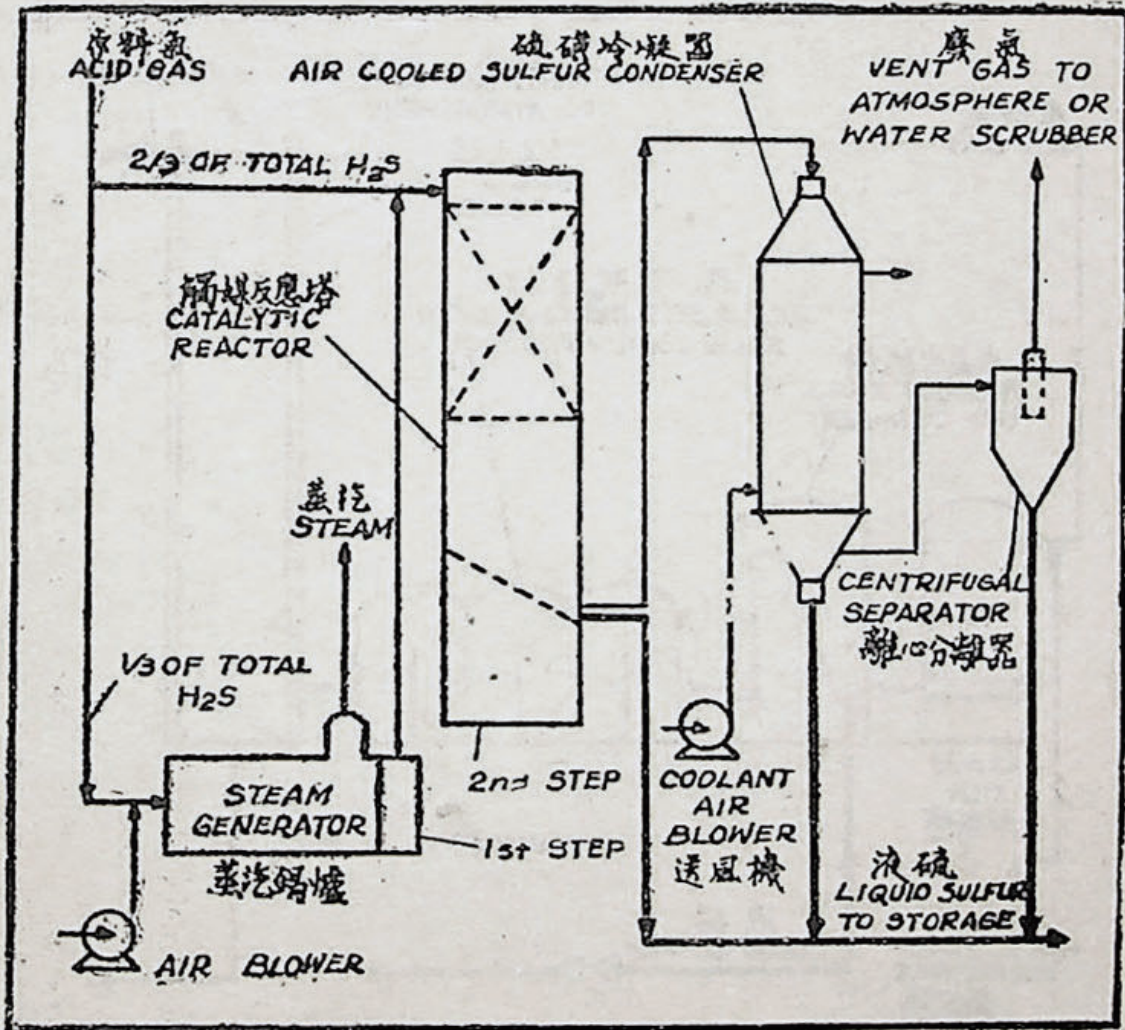 原料氣
ACID GAS
硫磺冷凝器
AIR COOLED SULFUR CONDENSER
廢氣
VENT GAS TO
ATMOSPHERE OR
WATER SCRUBBER
2/3 OF TOTAL H2S
觸媒反應塔
CATALYTIC
REACTOR
蒸汽
STEAM
CENTRIFUGAL
SEPARATOR
離心分離器
1/3 OF TOTAL
H2S
STEAM
GENERATOR
蒸汽鍋爐
2nd STEP
1st STEP
COOLANT
AIR
BLOWER
送風機
液硫
LIQUID SULFUR
TO STORAGE
AIR BLOWER